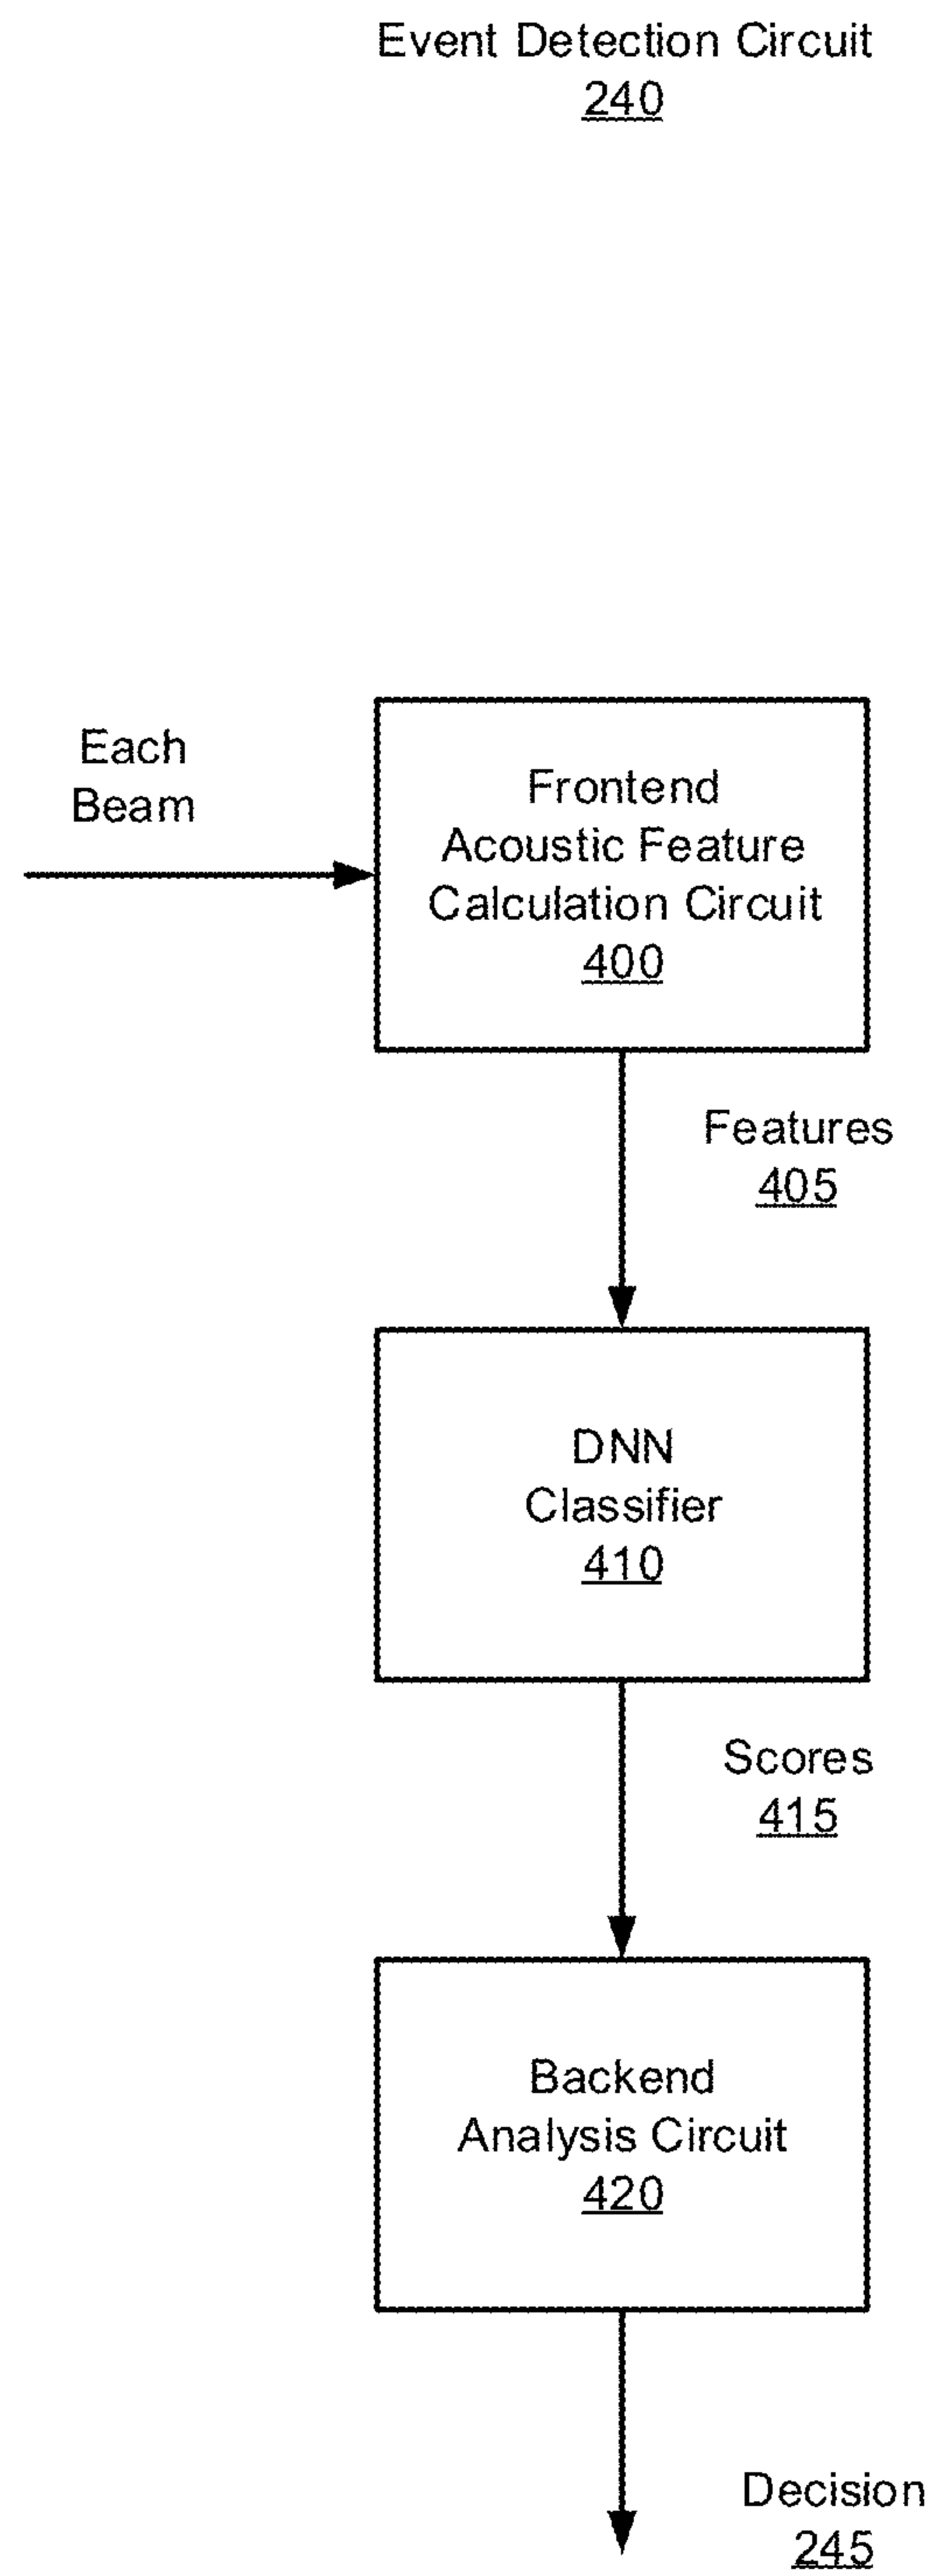 Event Detection Circuit
240
Each
Beam
Frontend
Acoustic Feature
Calculation Circuit
400
Features
405
DNN
Classifier
410
Scores
415
Backend
Analysis Circuit
420
Decision
245